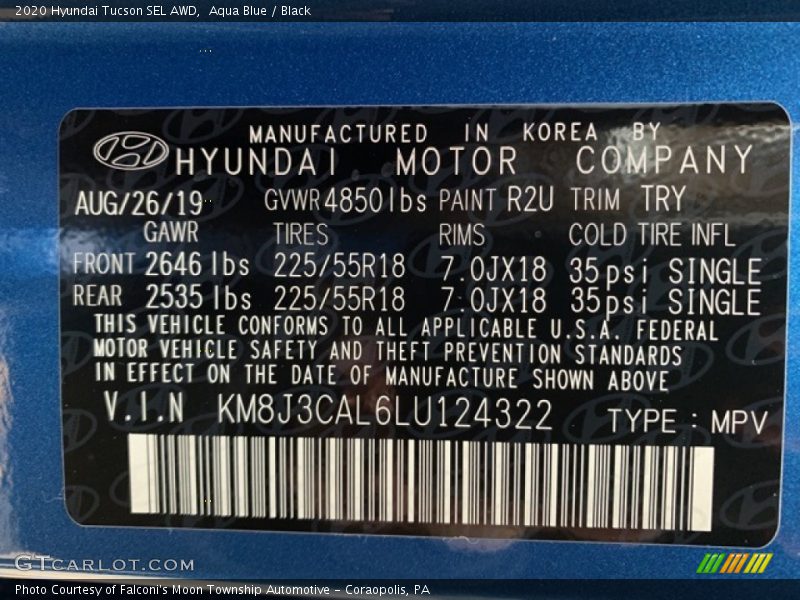 2020 Hyundai Tucson SEL AWD,  Aqua Blue / Black
MANUFACTURED IN KOREA BY
HYUNDAI MOTOR COMPANY
AUG/26/19 GVWR 4850lbs PAINT R2U TRIM TRY
GAWR TIRES RIMS COLD TIRE INFL
FRONT 2646 lbs 225/55R18 7.0JX18 35psi SINGLE
REAR 2535 lbs 225/55R18 7.0JX18 35psi SINGLE
THIS VEHICLE CONFORMS TO ALL APPLICABLE U.S.A. FEDERAL
MOTOR VEHICLE SAFETY AND THEFT PREVENTION STANDARDS
IN EFFECT ON THE DATE OF MANUFACTURE SHOWN ABOVE
V.I.N KM8J3CAL6LU124322 TYPE : MPV
GTCARLOT.COM
Photo Courtesy of Falconi's Moon Township Automotive – Coraopolis, PA